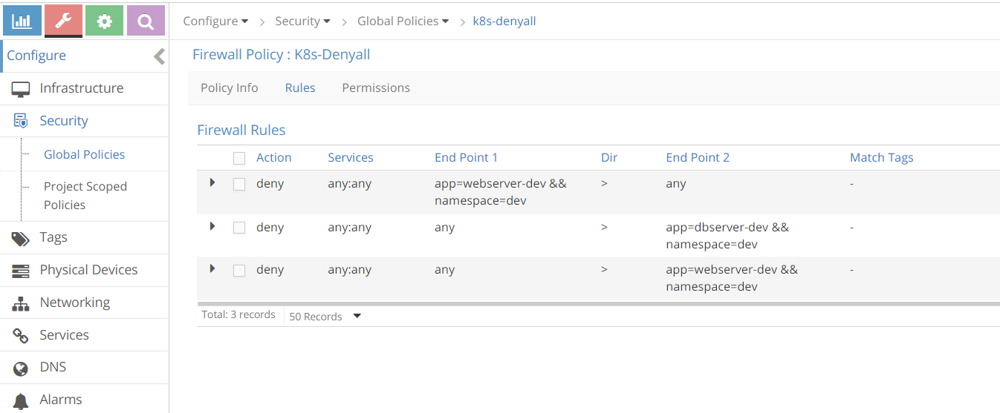 Configure > Security > Global Policies > k8s-denyall
Configure
Firewall Policy : K8s-Denyall
Infrastructure
Policy Info Rules Permissions
Security
Firewall Rules
Global Policies
Project Scoped
Policies
Tags
Physical Devices
Networking
Services
DNS
Alarms
Action Services End Point 1 Dir End Point 2 Match Tags
deny any:any app=webserver-dev && > any -
namespace=dev
deny any:any any > app=dbserver-dev && -
namespace=dev
deny any:any any > app=webserver-dev && -
namespace=dev
Total: 3 records 50 Records